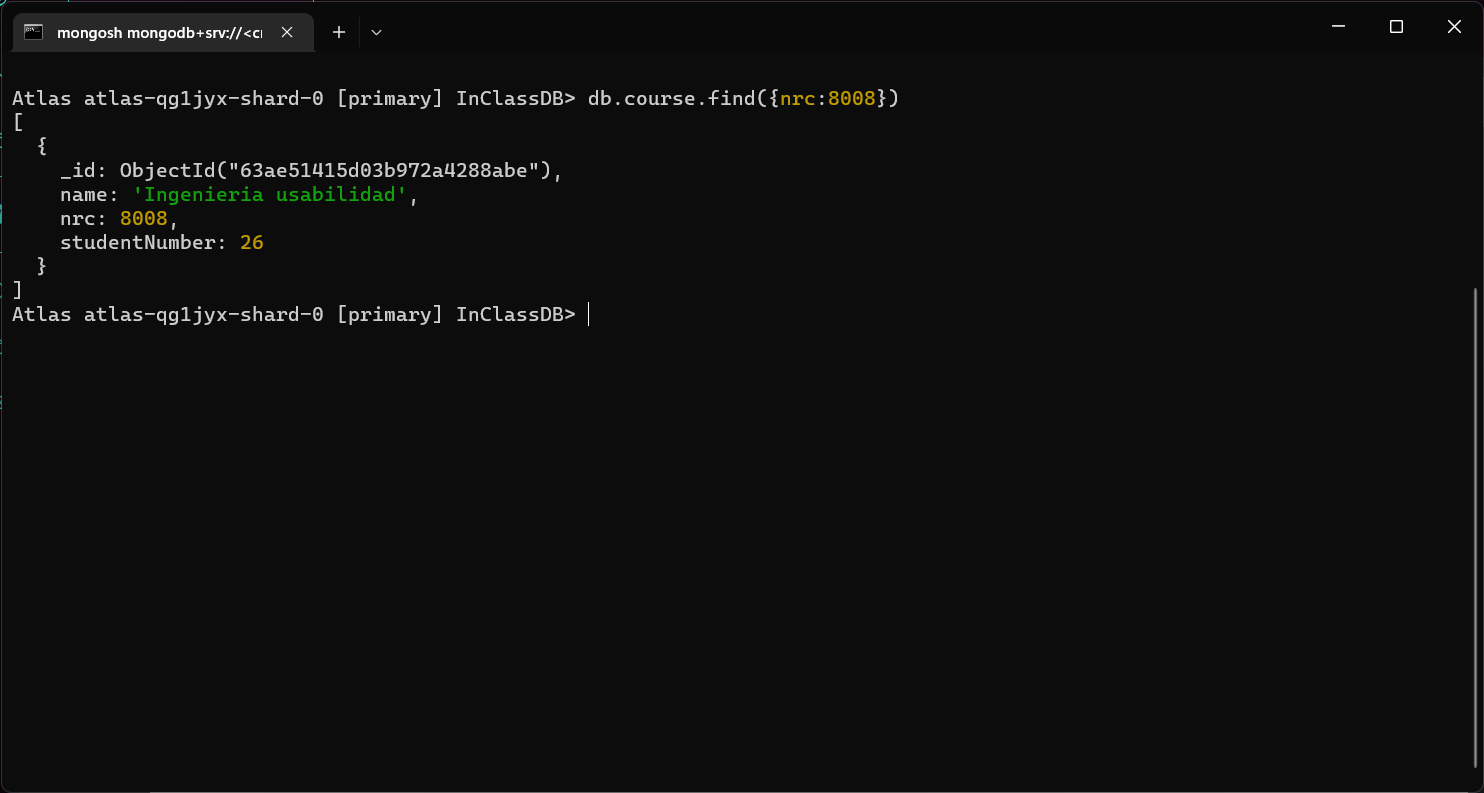 mongosh mongodb+srv://<cr
Atlas atlas-qg1jyx-shard-0 [primary] InClassDB> db.course.find({nrc:8008})
[
  {
    _id: ObjectId("63ae51415d03b972a4288abe"),
    name: 'Ingenieria usabilidad',
    nrc: 8008,
    studentNumber: 26
  }
]
Atlas atlas-qg1jyx-shard-0 [primary] InClassDB>